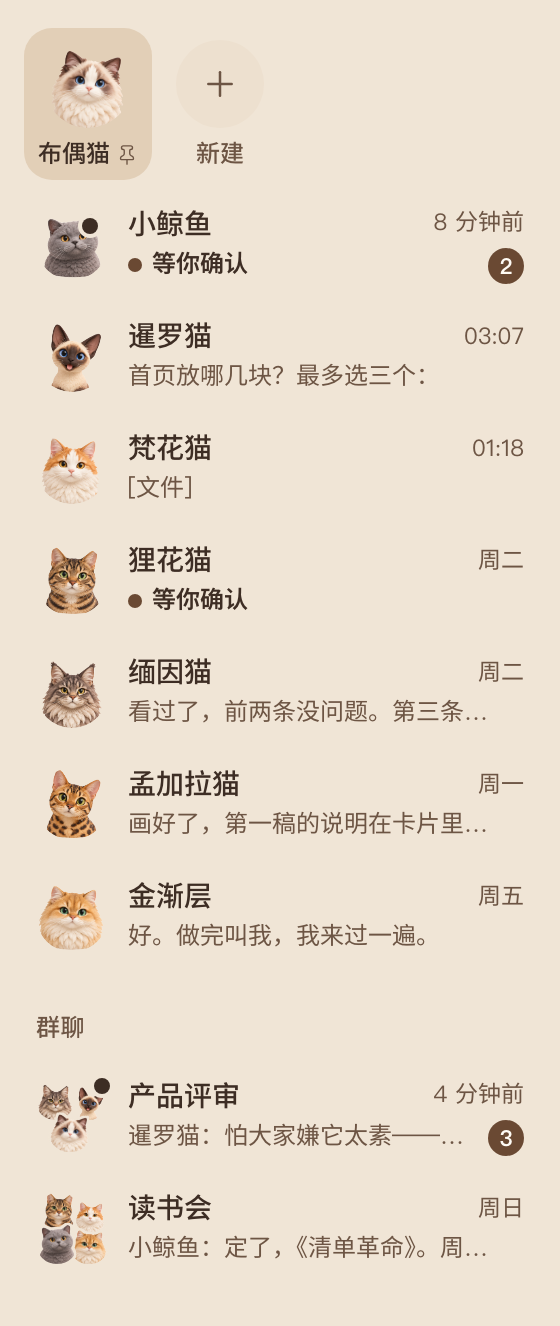 布偶猫
新建
小鲸鱼 8 分钟前
等你确认 2
暹罗猫 03:07
首页放哪几块？最多选三个：
梵花猫 01:18
[文件]
狸花猫 周二
等你确认
缅因猫 周二
看过了，前两条没问题。第三条…
孟加拉猫 周一
画好了，第一稿的说明在卡片里…
金渐层 周五
好。做完叫我，我来过一遍。
群聊
产品评审 4 分钟前
暹罗猫：怕大家嫌它太素——… 3
读书会 周日
小鲸鱼：定了，《清单革命》。周…